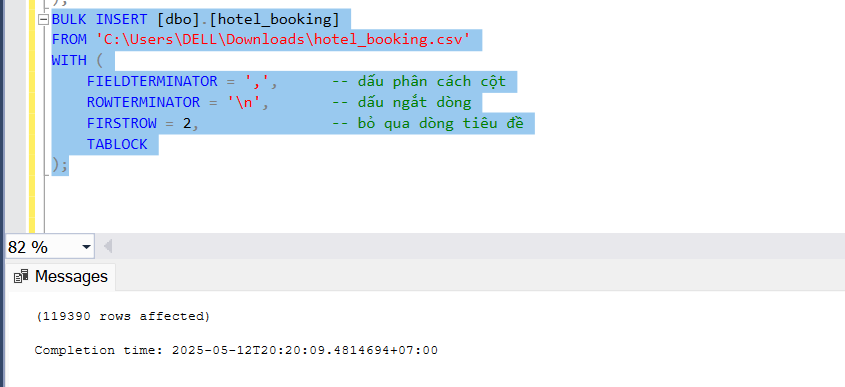 );
BULK INSERT [dbo].[hotel_booking]
FROM 'C:\Users\DELL\Downloads\hotel_booking.csv'
WITH (
    FIELDTERMINATOR = ',',      -- dấu phân cách cột
    ROWTERMINATOR = '\n',       -- dấu ngắt dòng
    FIRSTROW = 2,               -- bỏ qua dòng tiêu đề
    TABLOCK
);
82 %
Messages
(119390 rows affected)
Completion time: 2025-05-12T20:20:09.4814694+07:00